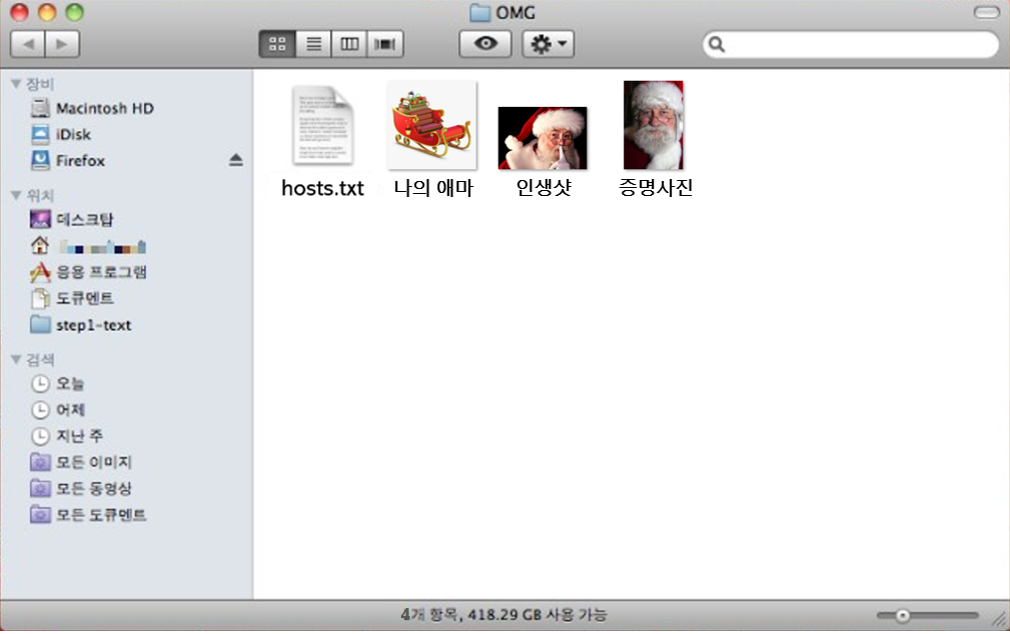 OMG
장비
Macintosh HD
iDisk
Firefox
위치
데스크탑
응용 프로그램
도큐멘트
step1-text
검색
오늘
어제
지난 주
모든 이미지
모든 동영상
모든 도큐멘트
hosts.txt
나의 애마
인생샷
증명사진
4개 항목, 418.29 GB 사용 가능